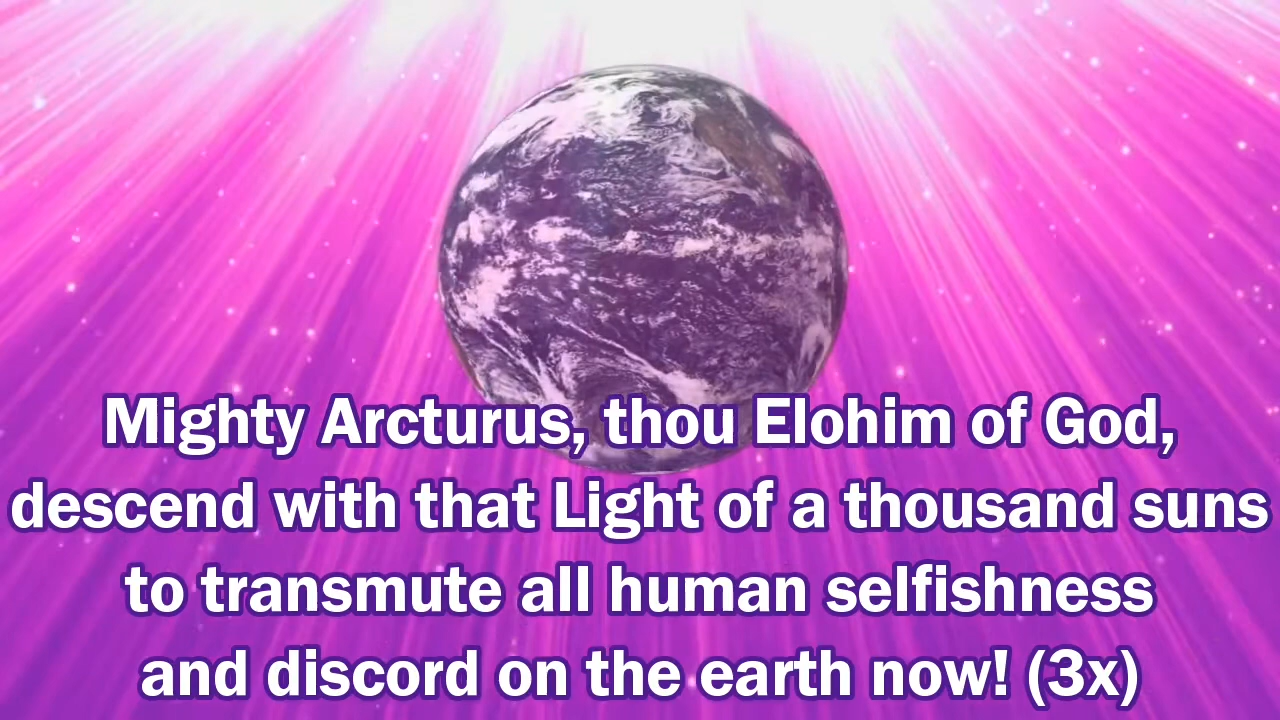 Mighty Arcturus, thou Elohim of God,
descend with that Light of a thousand suns
to transmute all human selfishness
and discord on the earth now! (3x)